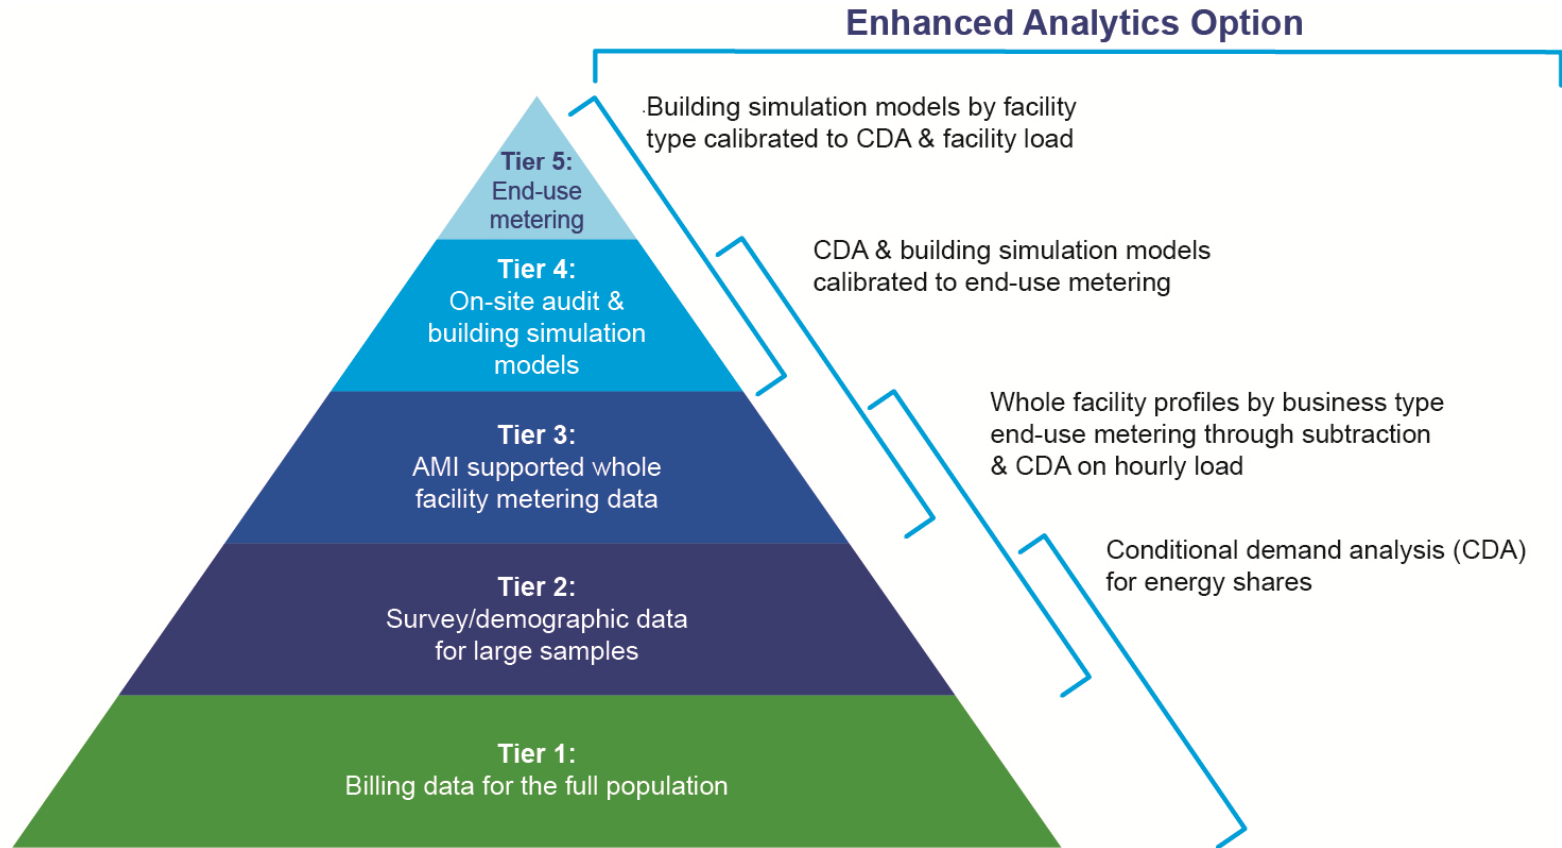 Enhanced Analytics Option
Building simulation models by facility
type calibrated to CDA & facility load
Tier 5:
End-use
metering
CDA & building simulation models
calibrated to end-use metering
Tier 4:
On-site audit &
building simulation
models
Whole facility profiles by business type
end-use metering through subtraction
& CDA on hourly load
Tier 3:
AMI supported whole
facility metering data
Conditional demand analysis (CDA)
for energy shares
Tier 2:
Survey/demographic data
for large samples
Tier 1:
Billing data for the full population